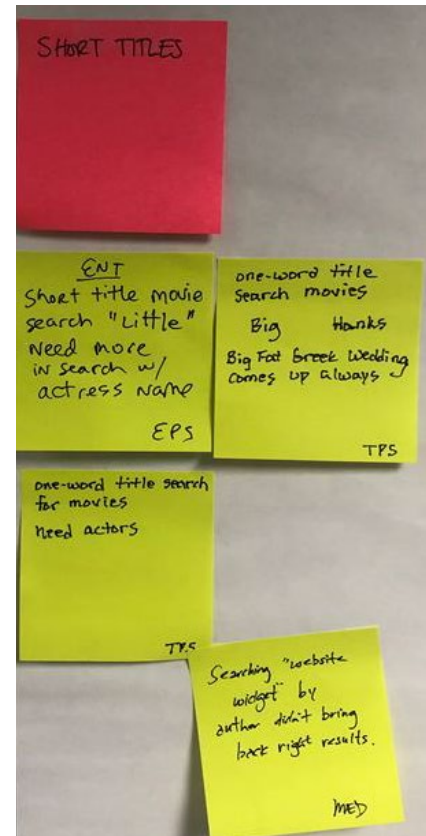 SHORT TITLES
ENT
Short title movie
search "Little"
Need more
in search w/
actress name
EPS
one-word title
search movies
Big Hanks
Big Fat Greek Wedding
comes up always
TPS
one-word title search
for movies
need actors
TPS
Searching "website
widget" by
author didn't bring
back right results.
MED